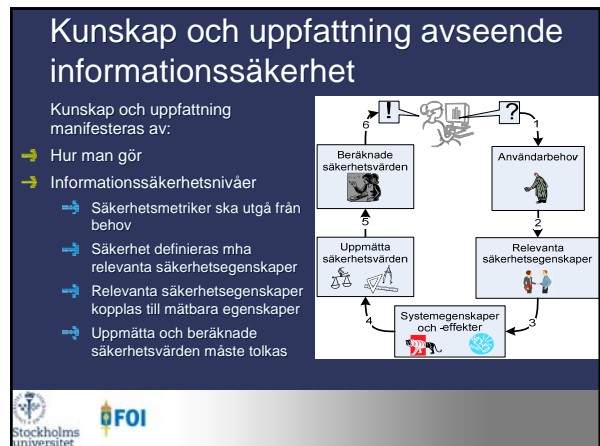 Kunskap och uppfattning avseende
informationssäkerhet
Kunskap och uppfattning
manifesteras av:
Hur man gör
Informationssäkerhetsnivåer
Säkerhetsmetriker ska utgå från
behov
Säkerhet definieras mha
relevanta säkerhetsegenskaper
Relevanta säkerhetsegenskaper
kopplas till mätbara egenskaper
Uppmätta och beräknade
säkerhetsvärden måste tolkas
!
?
1
Användarbehov
2
Relevanta
säkerhetsegenskaper
3
Systemegenskaper
och -effekter
4
Uppmätta
säkerhetsvärden
5
Beräknade
säkerhetsvärden
6
Stockholms
universitet
FOI